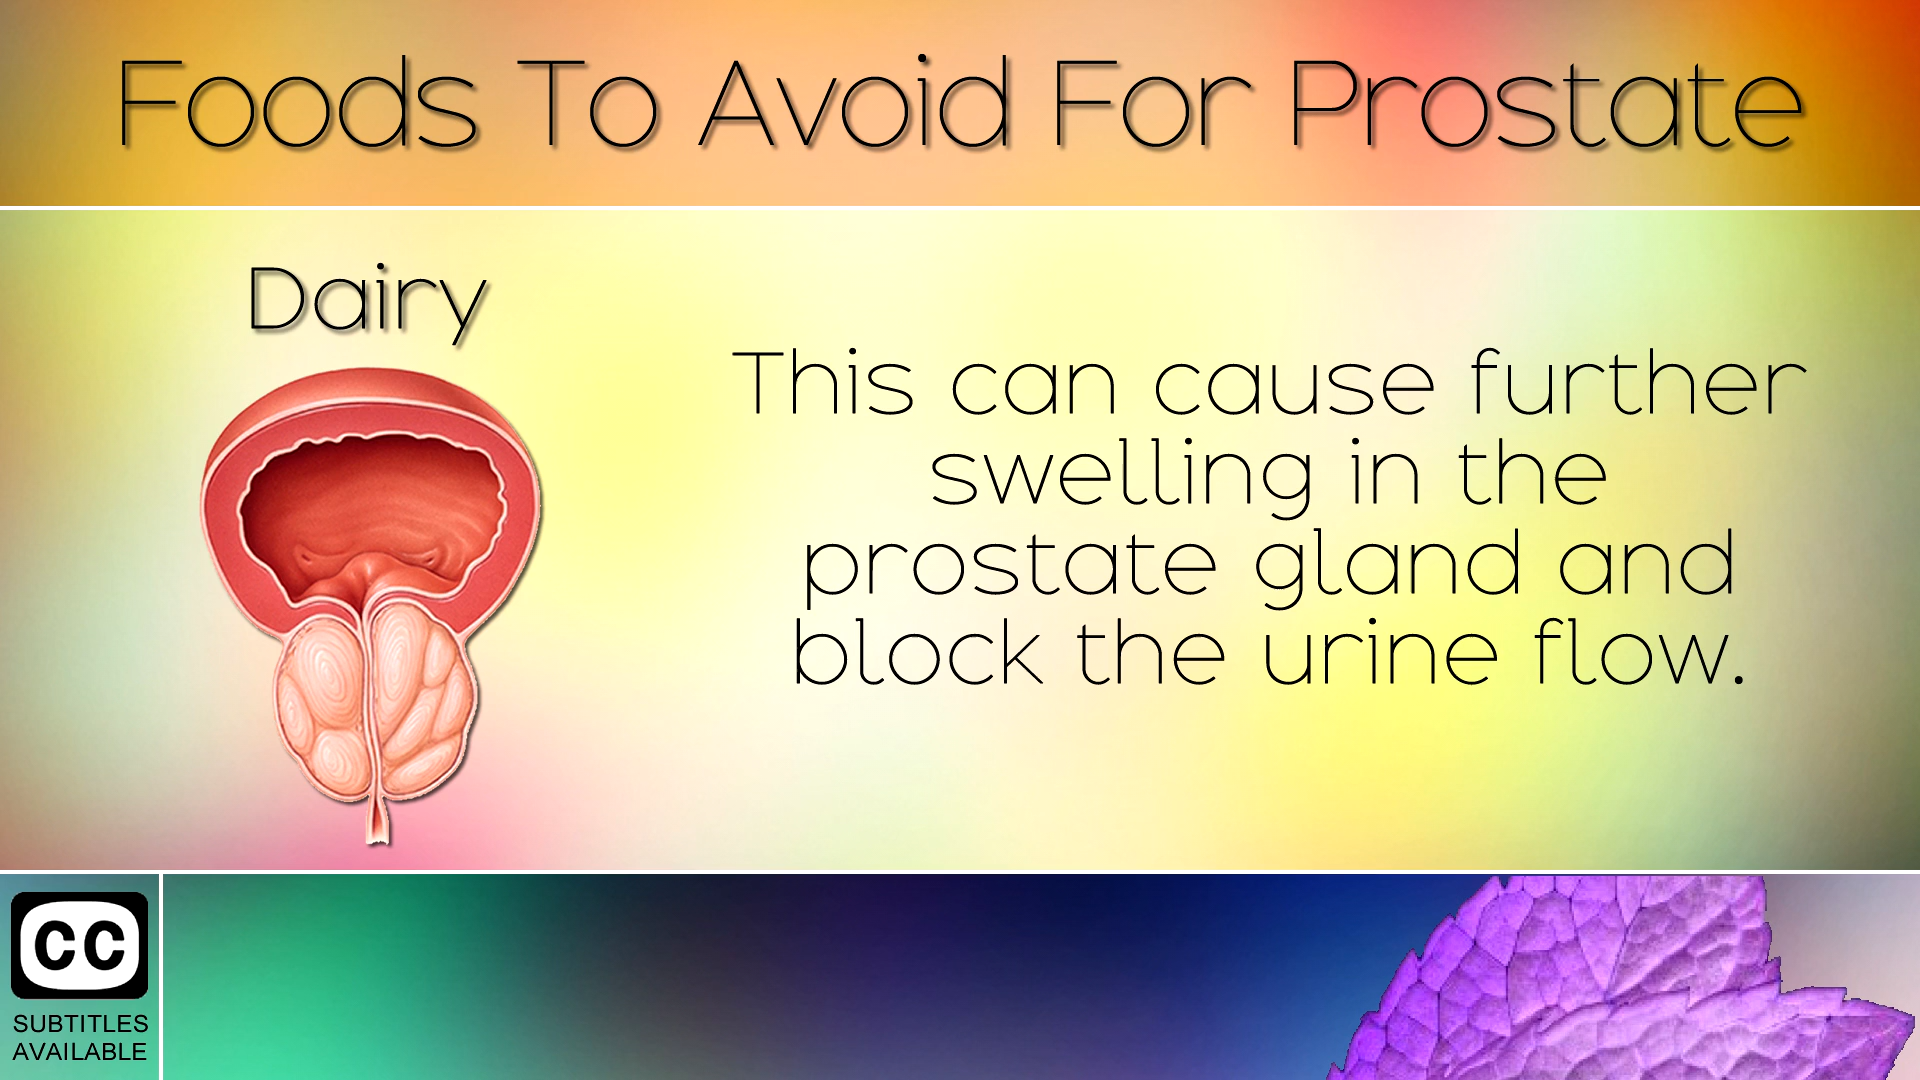 Foods To Avoid For Prostate
Dairy
This can cause further
swelling in the
prostate gland and
block the urine flow.
CC
SUBTITLES
AVAILABLE